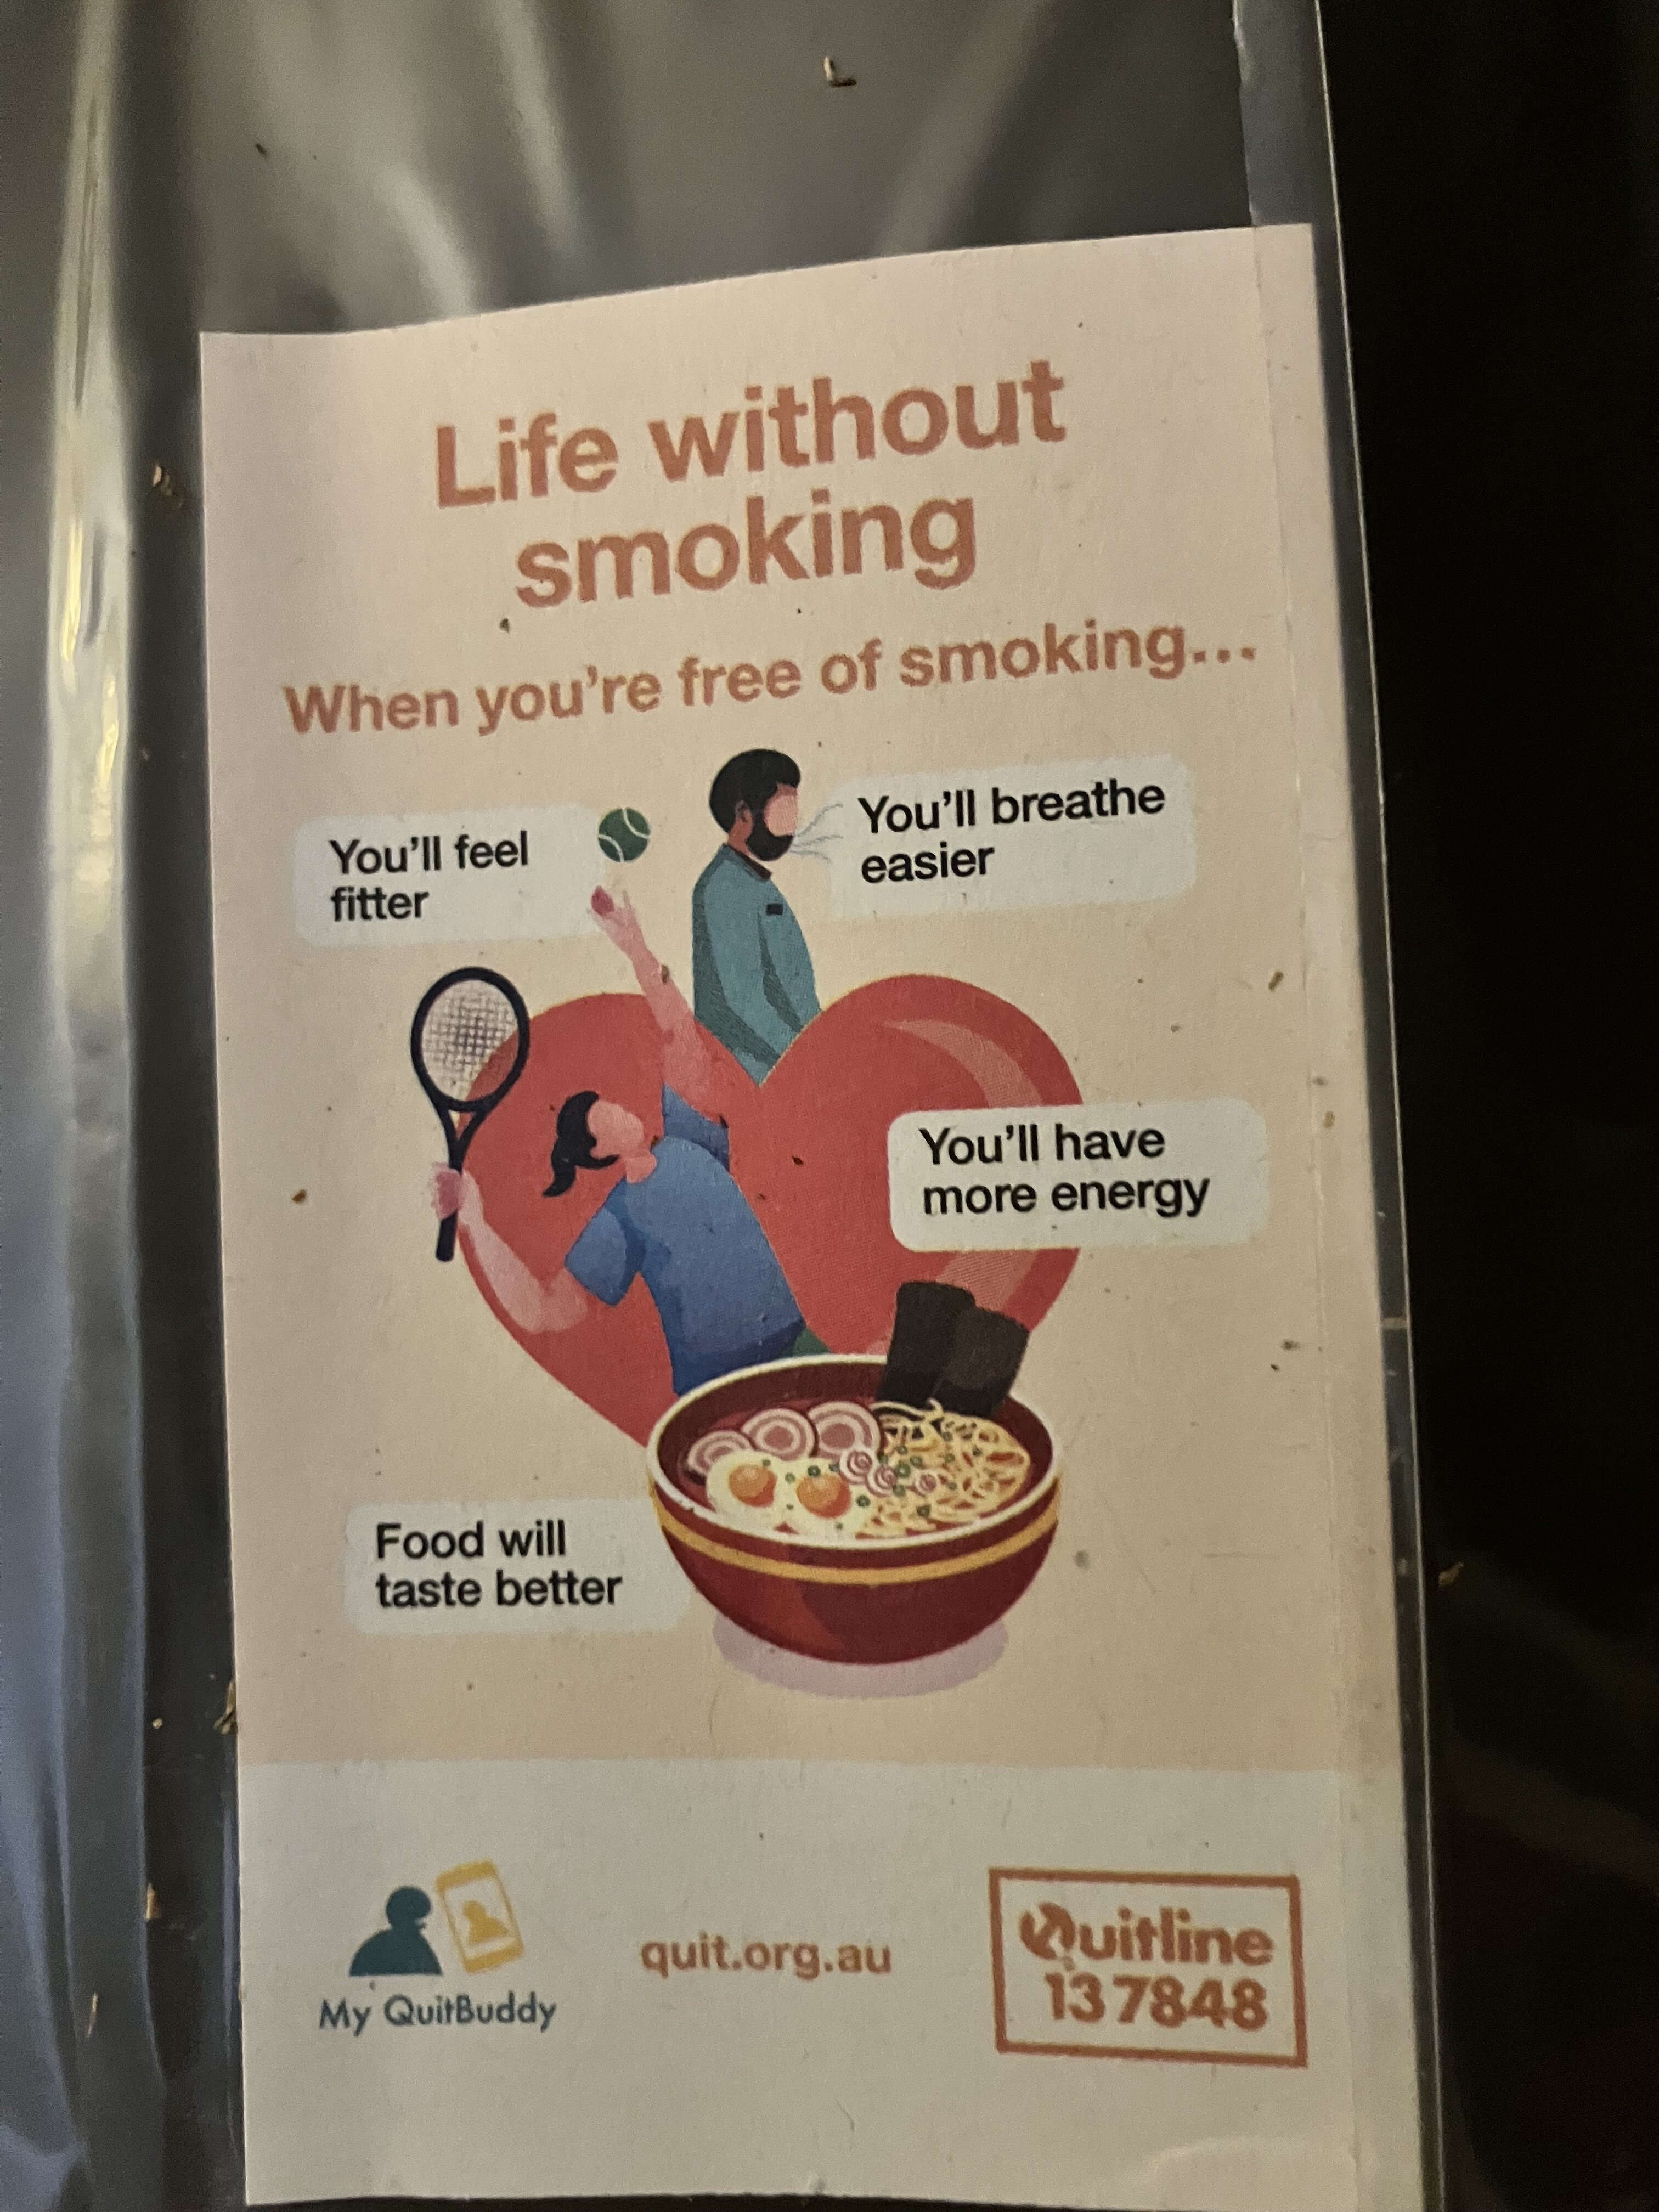 Life without
smoking
When you're free of smoking...
You'll feel
fitter
You'll breathe
easier
You'll have
more energy
Food will
taste better
My QuitBuddy
quit.org.au
Quitline
13 7848